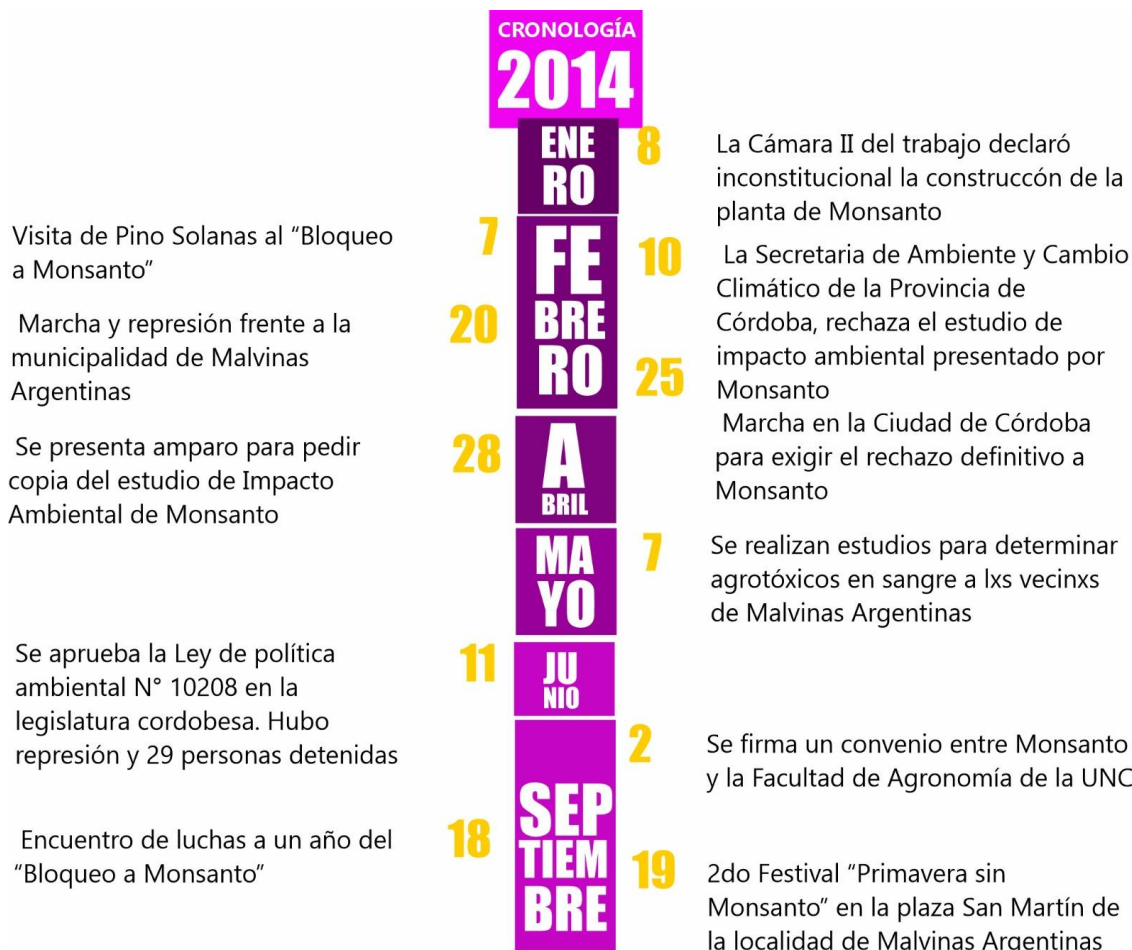 CRONOLOGÍA
2014
ENE
RO
8
La Cámara II del trabajo declaró
inconstitucional la construccón de la
planta de Monsanto
7
Visita de Pino Solanas al "Bloqueo
a Monsanto"
FE
BRE
RO
10
La Secretaria de Ambiente y Cambio
Climático de la Provincia de
Córdoba, rechaza el estudio de
impacto ambiental presentado por
Monsanto
20
Marcha y represión frente a la
municipalidad de Malvinas
Argentinas
25
Marcha en la Ciudad de Córdoba
para exigir el rechazo definitivo a
Monsanto
28
Se presenta amparo para pedir
copia del estudio de Impacto
Ambiental de Monsanto
A
BRIL
MA
YO
7
Se realizan estudios para determinar
agrotóxicos en sangre a lxs vecinxs
de Malvinas Argentinas
11
Se aprueba la Ley de política
ambiental N° 10208 en la
legislatura cordobesa. Hubo
represión y 29 personas detenidas
JU
NIO
2
Se firma un convenio entre Monsanto
y la Facultad de Agronomía de la UNC
SEP
TIEM
BRE
18
Encuentro de luchas a un año del
"Bloqueo a Monsanto"
19
2do Festival "Primavera sin
Monsanto" en la plaza San Martín de
la localidad de Malvinas Argentinas